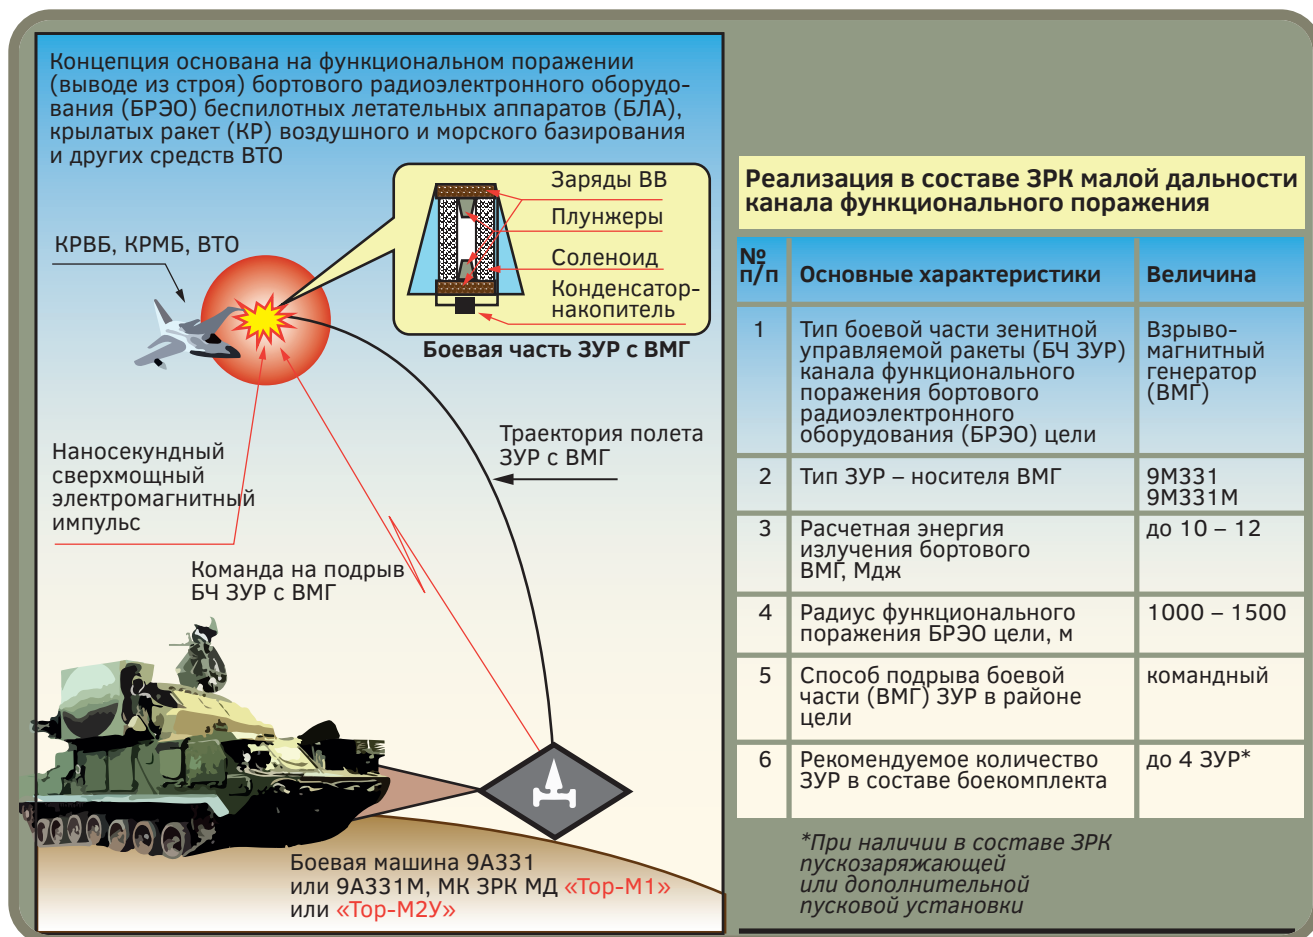 Концепция основана на функциональном поражении
(выводе из строя) бортового радиоэлектронного оборудо-
вания (БРЭО) беспилотных летательных аппаратов (БЛА),
крылатых ракет (КР) воздушного и морского базирования
и других средств ВТО
Заряды ВВ
Плунжеры
Соленоид
Конденсатор-
накопитель
Боевая часть ЗУР с ВМГ
КРВБ, КРМБ, ВТО
Траектория полета
ЗУР с ВМГ
Наносекундный
сверхмощный
электромагнитный
импульс
Команда на подрыв
БЧ ЗУР с ВМГ
Боевая машина 9А331
или 9А331М, МК ЗРК МД «Тор-М1»
или «Тор-М2У»
Реализация в составе ЗРК малой дальности
канала функционального поражения
№
п/п Основные характеристики Величина
1 Тип боевой части зенитной Взрыво-
управляемой ракеты (БЧ ЗУР) магнитный
канала функционального генератор
поражения бортового (ВМГ)
радиоэлектронного
оборудования (БРЭО) цели
2 Тип ЗУР – носителя ВМГ 9М331
9М331М
3 Расчетная энергия до 10 – 12
излучения бортового
ВМГ, Мдж
4 Радиус функционального 1000 – 1500
поражения БРЭО цели, м
5 Способ подрыва боевой командный
части (ВМГ) ЗУР в районе
цели
6 Рекомендуемое количество до 4 ЗУР*
ЗУР в составе боекомплекта
*При наличии в составе ЗРК
пускозаряжающей
или дополнительной
пусковой установки